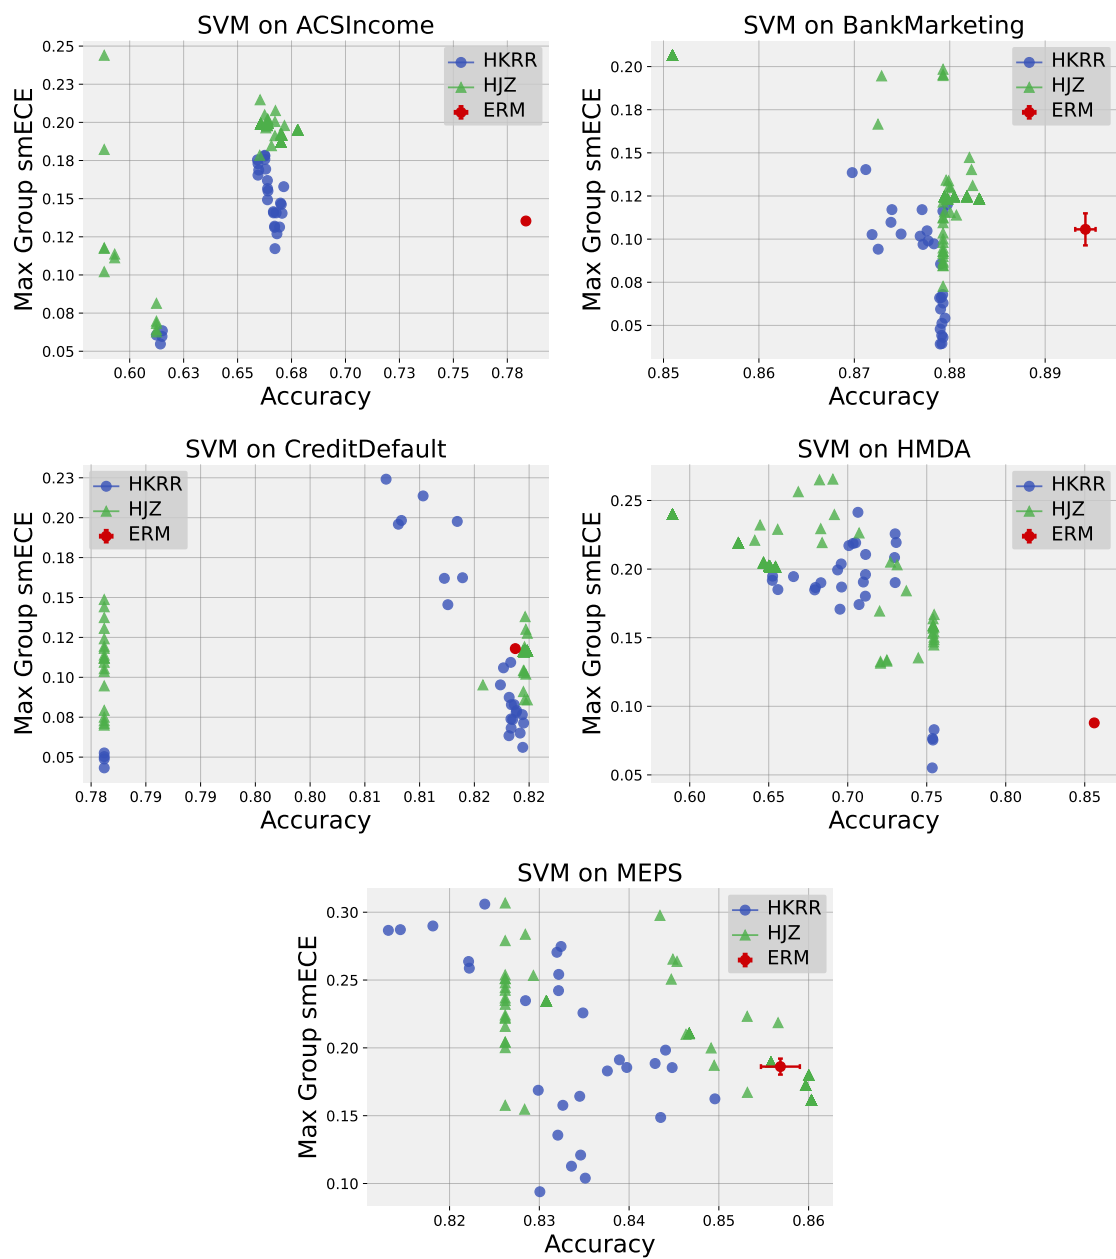 SVM on ACSIncome
Max Group smECE
0.25
0.23
0.20
0.18
0.15
0.12
0.10
0.08
0.05
HKRR
HJZ
ERM
0.60 0.63 0.65 0.68 0.70 0.73 0.75 0.78
Accuracy
SVM on BankMarketing
Max Group smECE
0.20
0.18
0.15
0.12
0.10
0.08
0.05
HKRR
HJZ
ERM
0.85 0.86 0.87 0.88 0.89
Accuracy
SVM on CreditDefault
Max Group smECE
0.23
0.20
0.18
0.15
0.12
0.10
0.08
0.05
HKRR
HJZ
ERM
0.78 0.79 0.79 0.80 0.80 0.81 0.81 0.82 0.82
Accuracy
SVM on HMDA
Max Group smECE
0.25
0.20
0.15
0.10
0.05
HKRR
HJZ
ERM
0.60 0.65 0.70 0.75 0.80 0.85
Accuracy
SVM on MEPS
Max Group smECE
0.30
0.25
0.20
0.15
0.10
HKRR
HJZ
ERM
0.82 0.83 0.84 0.85 0.86
Accuracy